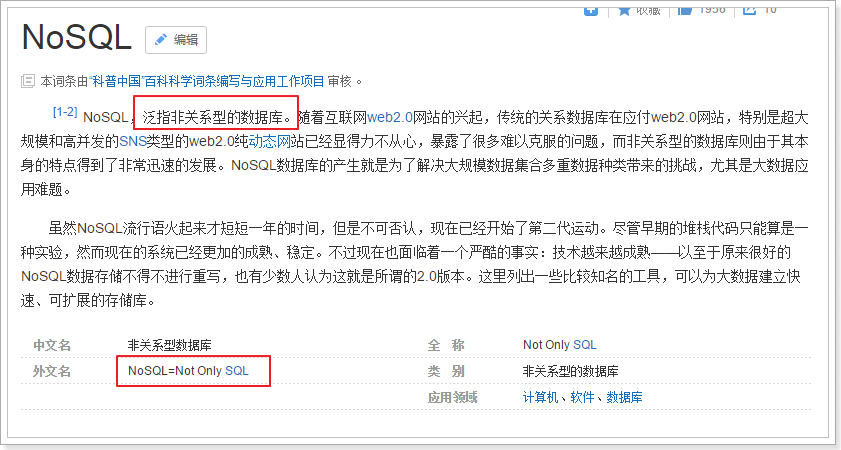 收藏 1956 10
NoSQL 编辑
本词条由“科普中国”百科科学词条编写与应用工作项目 审核 。
[1-2] NoSQL，泛指非关系型的数据库。随着互联网web2.0网站的兴起，传统的关系数据库在应付web2.0网站，特别是超大
规模和高并发的SNS类型的web2.0纯动态网站已经显得力不从心，暴露了很多难以克服的问题，而非关系型的数据库则由于其本
身的特点得到了非常迅速的发展。NoSQL数据库的产生就是为了解决大规模数据集合多重数据种类带来的挑战，尤其是大数据应
用难题。
虽然NoSQL流行语火起来才短短一年的时间，但是不可否认，现在已经开始了第二代运动。尽管早期的堆栈代码只能算是一
种实验，然而现在的系统已经更加的成熟、稳定。不过现在也面临着一个严酷的事实：技术越来越成熟——以至于原来很好的
NoSQL数据存储不得不进行重写，也有少数人认为这就是所谓的2.0版本。这里列出一些比较知名的工具，可以为大数据建立快
速、可扩展的存储库。
中文名 非关系型数据库 全 称 Not Only SQL
外文名 NoSQL=Not Only SQL 类 别 非关系型的数据库
应用领域 计算机、软件、数据库